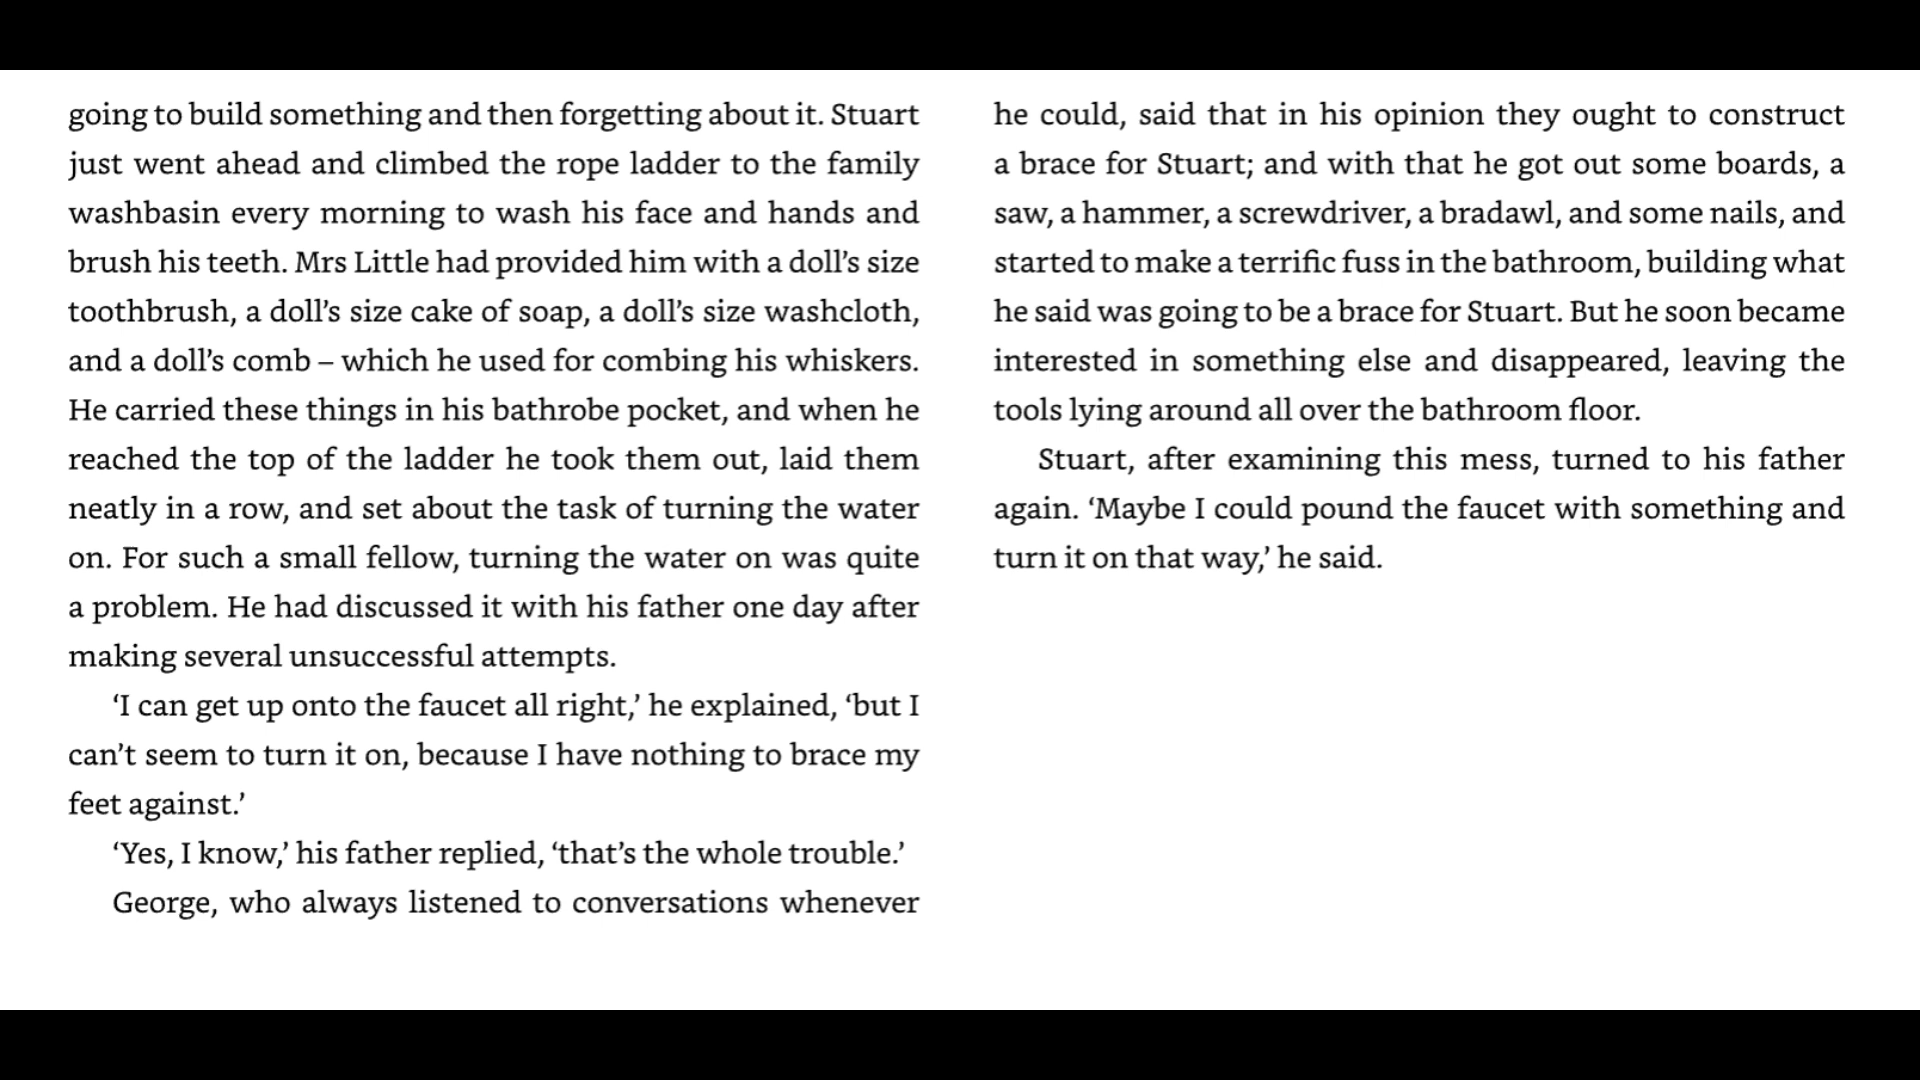 going to build something and then forgetting about it. Stuart
just went ahead and climbed the rope ladder to the family
washbasin every morning to wash his face and hands and
brush his teeth. Mrs Little had provided him with a doll’s size
toothbrush, a doll’s size cake of soap, a doll’s size washcloth,
and a doll’s comb – which he used for combing his whiskers.
He carried these things in his bathrobe pocket, and when he
reached the top of the ladder he took them out, laid them
neatly in a row, and set about the task of turning the water
on. For such a small fellow, turning the water on was quite
a problem. He had discussed it with his father one day after
making several unsuccessful attempts.
‘I can get up onto the faucet all right,’ he explained, ‘but I
can’t seem to turn it on, because I have nothing to brace my
feet against.’
‘Yes, I know,’ his father replied, ‘that’s the whole trouble.’
George, who always listened to conversations whenever
he could, said that in his opinion they ought to construct
a brace for Stuart; and with that he got out some boards, a
saw, a hammer, a screwdriver, a bradawl, and some nails, and
started to make a terrific fuss in the bathroom, building what
he said was going to be a brace for Stuart. But he soon became
interested in something else and disappeared, leaving the
tools lying around all over the bathroom floor.
Stuart, after examining this mess, turned to his father
again. ‘Maybe I could pound the faucet with something and
turn it on that way,’ he said.